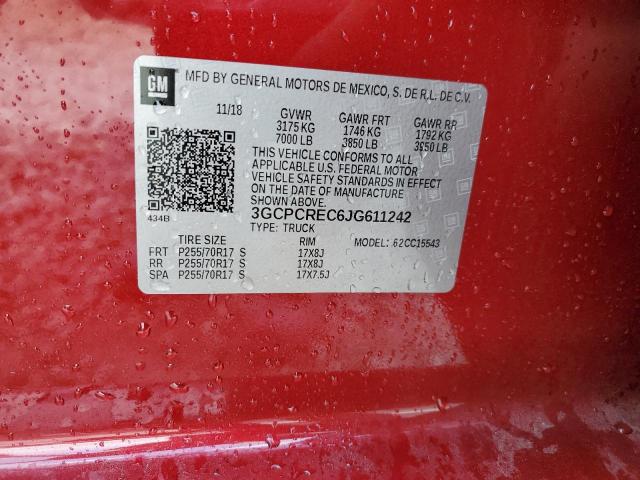 GM
MFD BY GENERAL MOTORS DE MEXICO, S. DE R.L. DE C.V.
11/18 GVWR GAWR FRT GAWR RR
3175 KG 1746 KG 1792 KG
7000 LB 3850 LB 3950 LB
THIS VEHICLE CONFORMS TO ALL
APPLICABLE U.S. FEDERAL MOTOR
VEHICLE SAFETY STANDARDS IN EFFECT
ON THE DATE OF MANUFACTURE
SHOWN ABOVE.
434B 3GCPCREC6JG611242
TYPE: TRUCK
TIRE SIZE RIM MODEL: 62CC15543
FRT P255/70R17 S 17X8J
RR P255/70R17 S 17X8J
SPA P255/70R17 S 17X7.5J